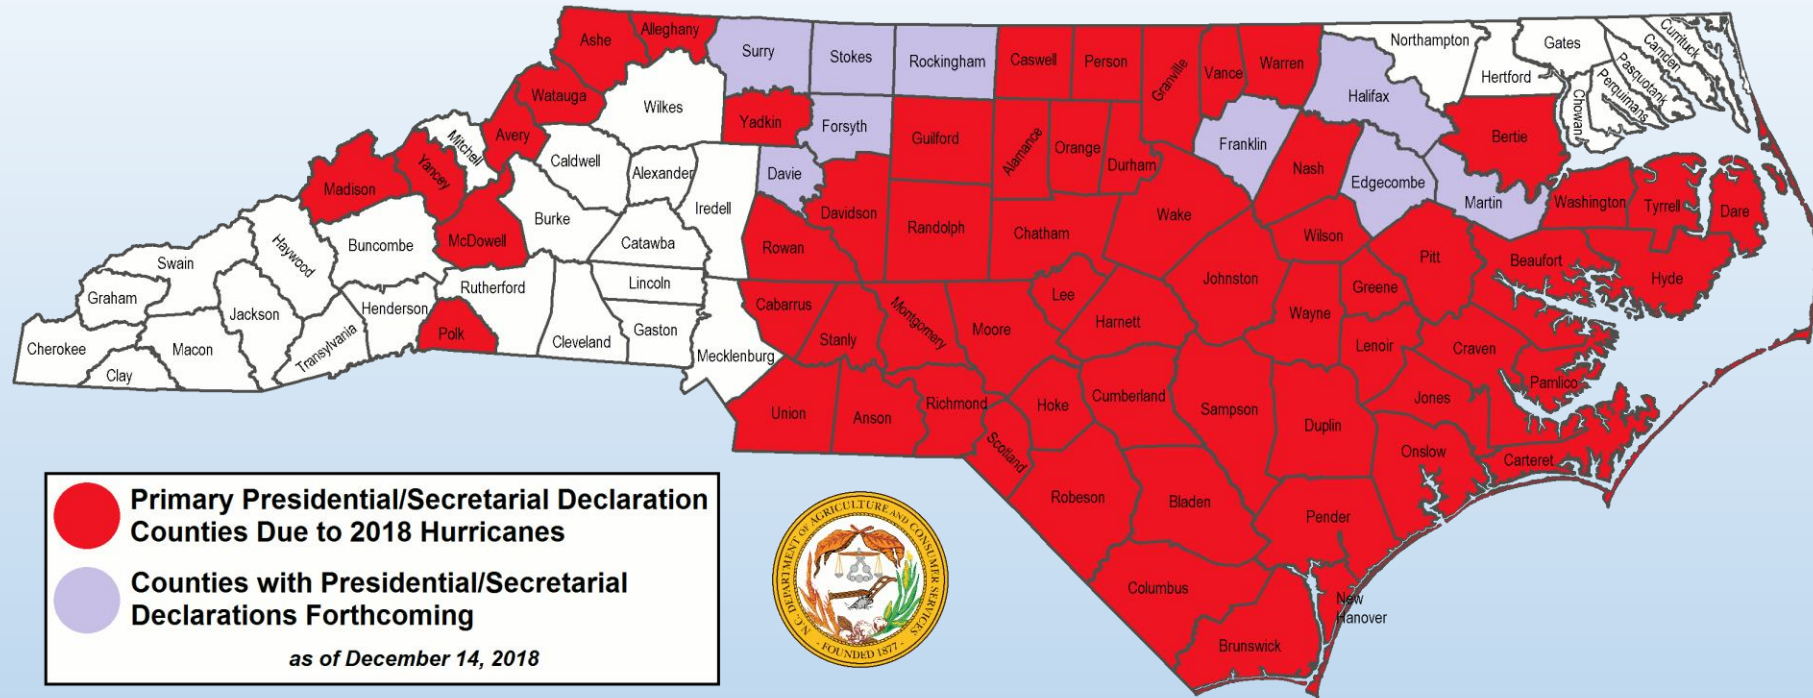 Ashe
Alleghany
Surry
Stokes
Rockingham
Caswell
Person
Granville
Vance
Warren
Northampton
Gates
Currituck
Camden
Pasquotank
Perquimans
Chowan
Hertford
Halifax
Bertie
Watauga
Wilkes
Yadkin
Forsyth
Guilford
Alamance
Orange
Durham
Franklin
Nash
Edgecombe
Martin
Washington
Tyrrell
Dare
Mitchell
Avery
Caldwell
Alexander
Davie
Madison
Yancey
Iredell
Davidson
Randolph
Chatham
Wake
Wilson
Pitt
Beaufort
Hyde
McDowell
Burke
Catawba
Rowan
Buncombe
Haywood
Swain
Graham
Jackson
Henderson
Rutherford
Lincoln
Cabarrus
Stanly
Montgomery
Moore
Lee
Harnett
Johnston
Wayne
Greene
Lenoir
Craven
Pamlico
Cherokee
Clay
Macon
Transylvania
Polk
Cleveland
Gaston
Mecklenburg
Union
Anson
Richmond
Scotland
Hoke
Cumberland
Sampson
Duplin
Jones
Onslow
Carteret
Robeson
Bladen
Pender
Columbus
Brunswick
New
Hanover
Primary Presidential/Secretarial Declaration
Counties Due to 2018 Hurricanes
Counties with Presidential/Secretarial
Declarations Forthcoming
as of December 14, 2018
N.C. DEPARTMENT OF AGRICULTURE AND CONSUMER SERVICES
- FOUNDED 1877 -